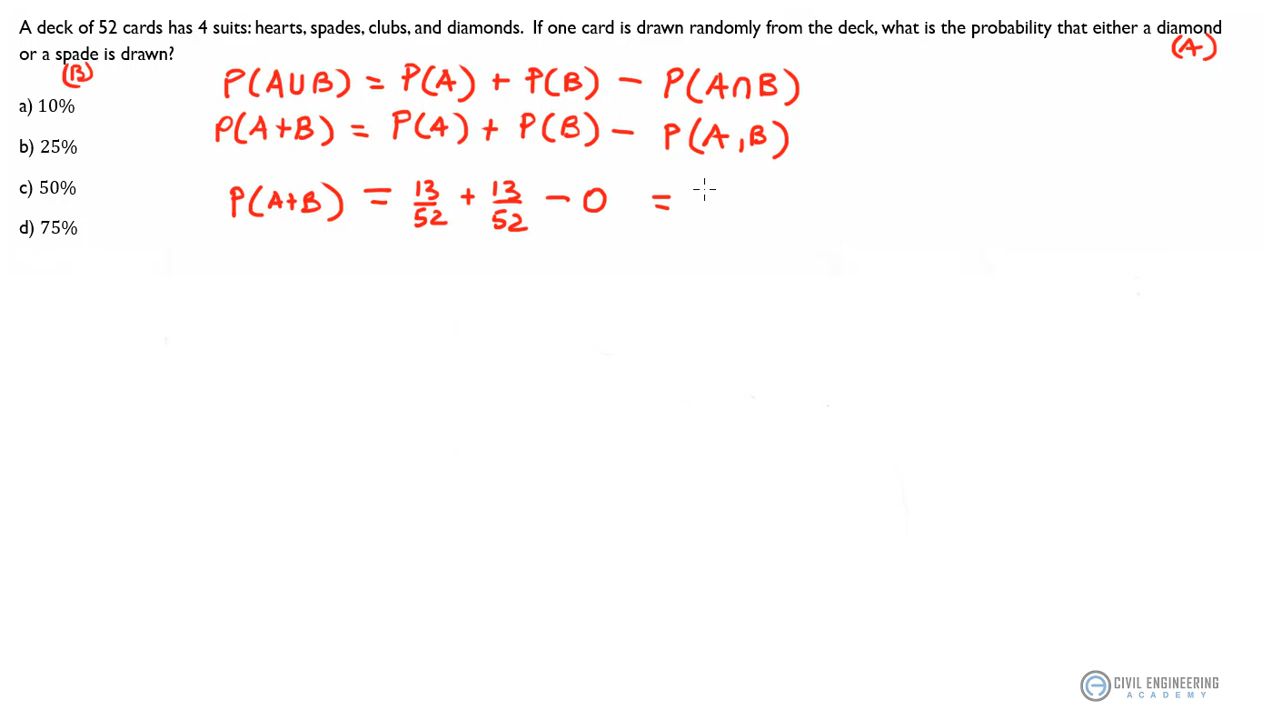 A deck of 52 cards has 4 suits: hearts, spades, clubs, and diamonds. If one card is drawn randomly from the deck, what is the probability that either a diamond
(A)
or a spade is drawn?
(B)
P(A∪B) = P(A) + P(B) − P(A∩B)
a) 10%
P(A+B) = P(A) + P(B) − P(A,B)
b) 25%
c) 50%
P(A+B) = 13/52 + 13/52 − 0 =
d) 75%
CIVIL ENGINEERING
ACADEMY